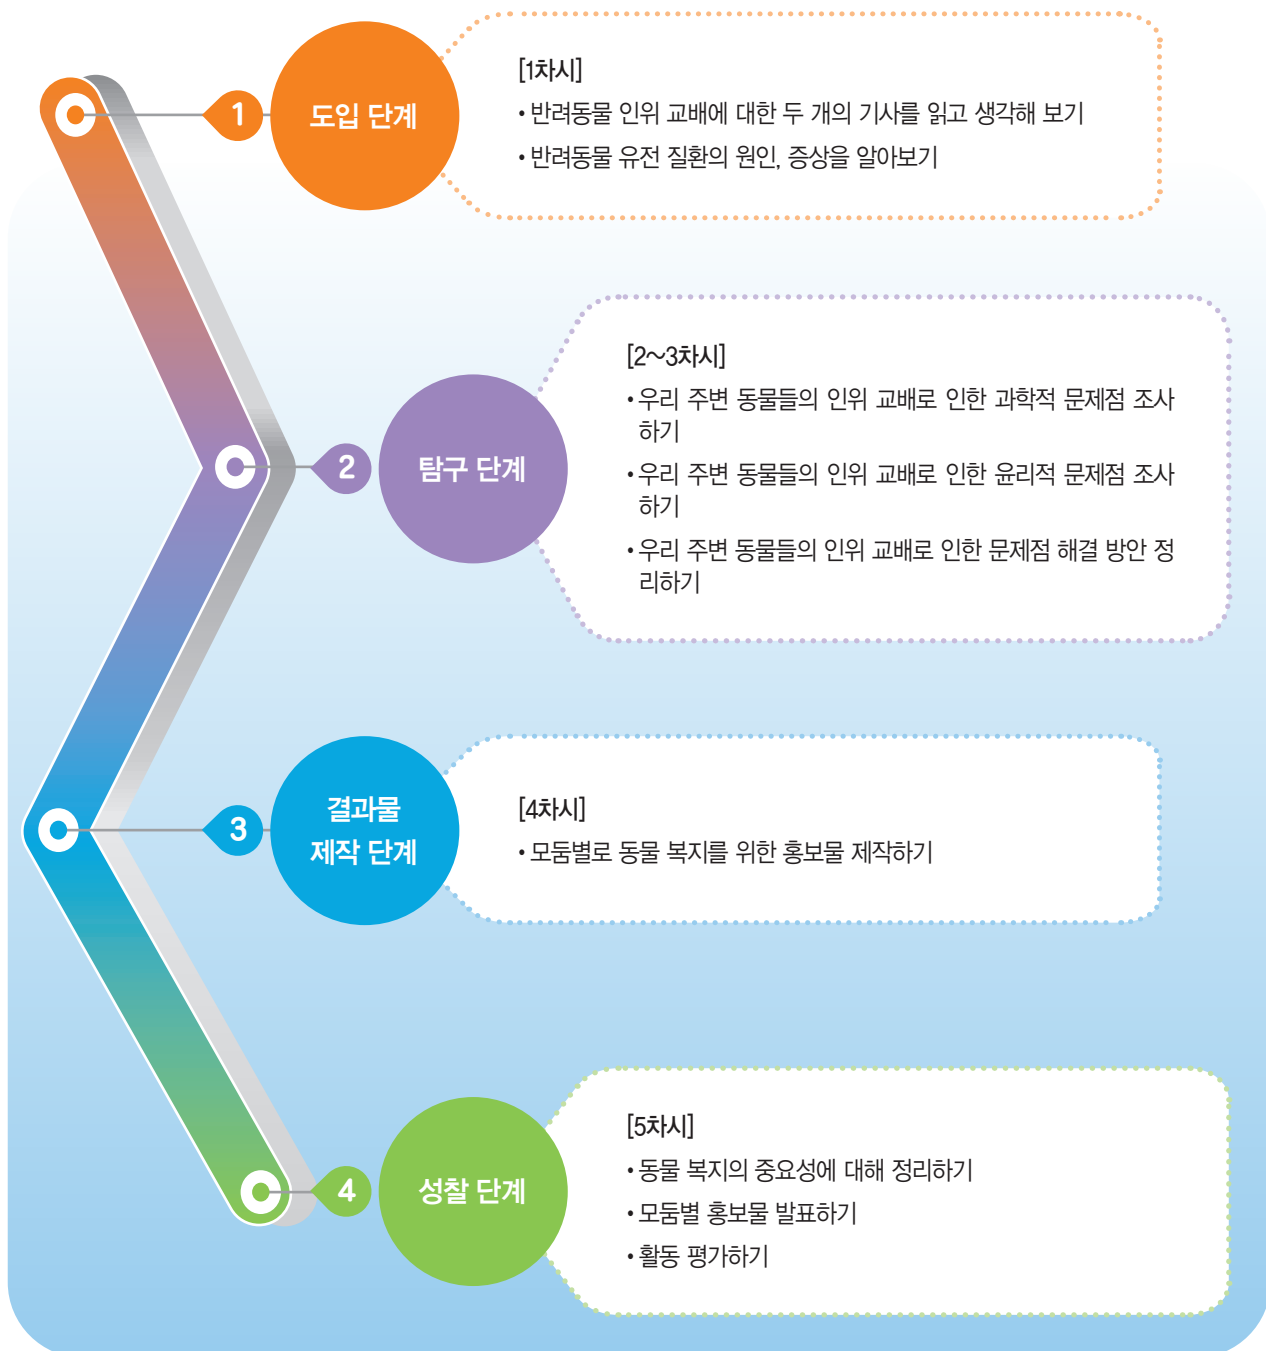 1
도입 단계
[1차시]
• 반려동물 인위 교배에 대한 두 개의 기사를 읽고 생각해 보기
• 반려동물 유전 질환의 원인, 증상을 알아보기
2
탐구 단계
[2～3차시]
• 우리 주변 동물들의 인위 교배로 인한 과학적 문제점 조사
하기
• 우리 주변 동물들의 인위 교배로 인한 윤리적 문제점 조사
하기
• 우리 주변 동물들의 인위 교배로 인한 문제점 해결 방안 정
리하기
3
결과물
제작 단계
[4차시]
• 모둠별로 동물 복지를 위한 홍보물 제작하기
4
성찰 단계
[5차시]
• 동물 복지의 중요성에 대해 정리하기
• 모둠별 홍보물 발표하기
• 활동 평가하기